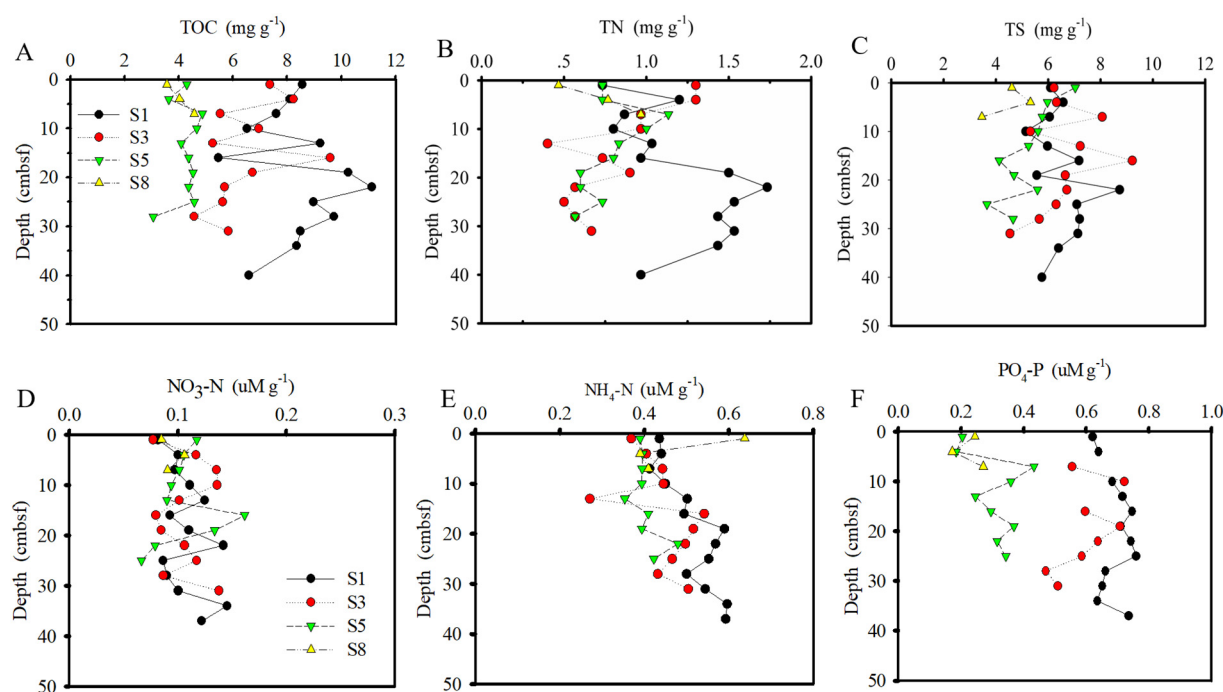 TOC (mg g-1)
A
0 2 4 6 8 10 12
0
10
20
30
40
50
Depth (cmbsf)
S1
S3
S5
S8
TN (mg g-1)
B
0.0 .5 1.0 1.5 2.0
0
10
20
30
40
50
Depth (cmbsf)
TS (mg g-1)
C
0 2 4 6 8 10 12
0
10
20
30
40
50
Depth (cmbsf)
NO3-N (uM g-1)
D
0.0 0.1 0.2 0.3
0
10
20
30
40
50
Depth (cmbsf)
S1
S3
S5
S8
NH4-N (uM g-1)
E
0.0 0.2 0.4 0.6 0.8
0
10
20
30
40
50
Depth (cmbsf)
PO4-P (uM g-1)
F
0.0 0.2 0.4 0.6 0.8 1.0
0
10
20
30
40
50
Depth (cmbsf)